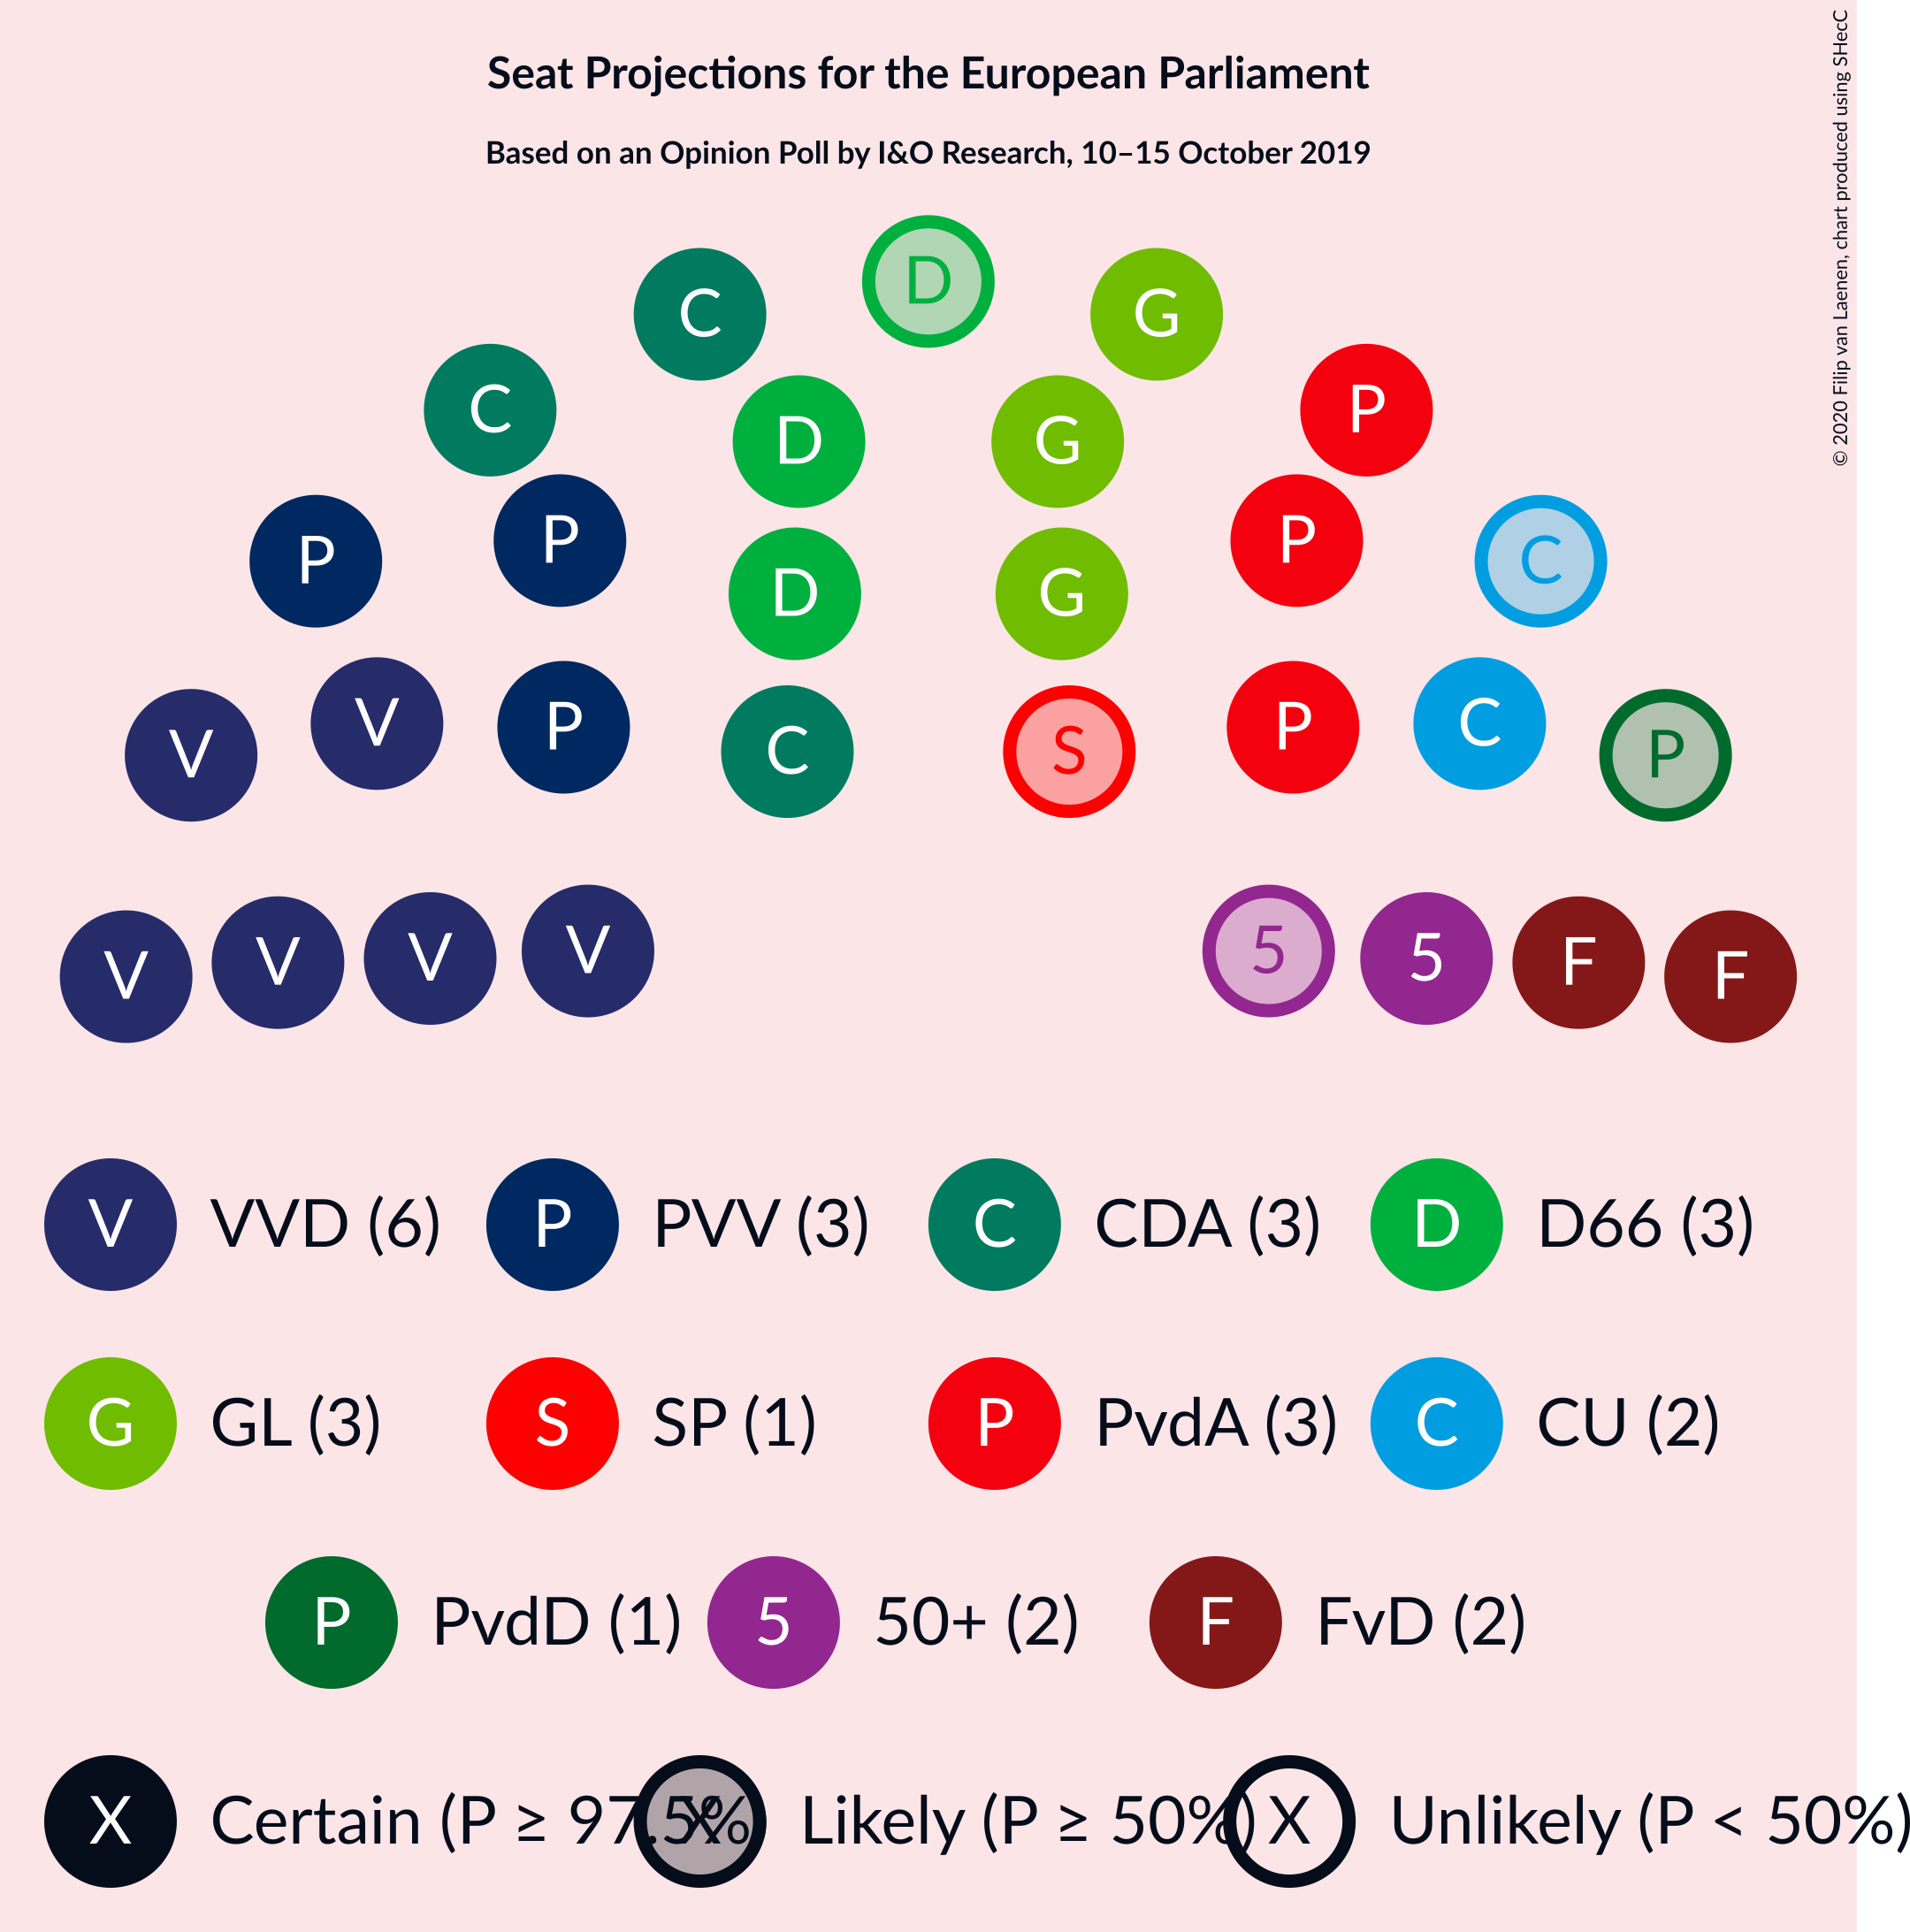 Seat Projections for the European Parliament
Based on an Opinion Poll by I&O Research, 10–15 October 2019
© 2020 Filip van Laenen, chart produced using SHecC
D
C G
C P
D G
P P
P C
D G
V P P C
V C S P
V P
V V V V 5 5 F F
V VVD (6) P PVV (3) C CDA (3) D D66 (3)
G GL (3) S SP (1) P PvdA (3) C CU (2)
P PvdD (1) 5 50+ (2) F FvD (2)
X Certain (P ≥ 97.5% X Likely (P ≥ 50%) X Unlikely (P < 50%)